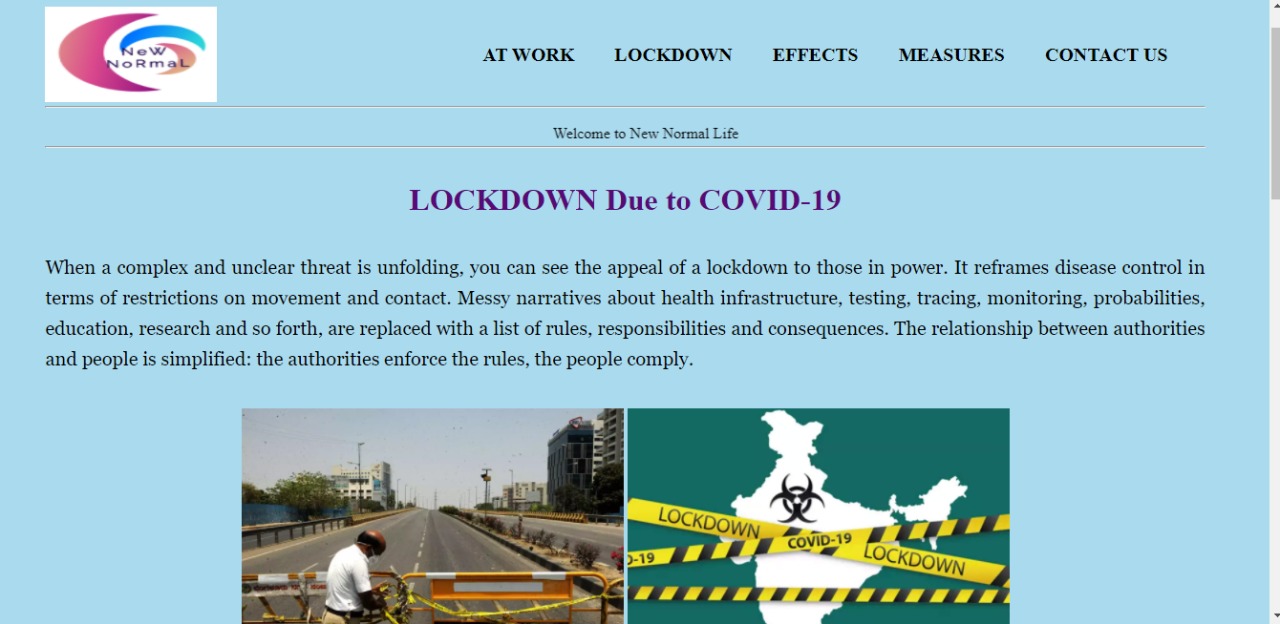 NeW
NoRmaL
AT WORK LOCKDOWN EFFECTS MEASURES CONTACT US
Welcome to New Normal Life
LOCKDOWN Due to COVID-19
When a complex and unclear threat is unfolding, you can see the appeal of a lockdown to those in power. It reframes disease control in
terms of restrictions on movement and contact. Messy narratives about health infrastructure, testing, tracing, monitoring, probabilities,
education, research and so forth, are replaced with a list of rules, responsibilities and consequences. The relationship between authorities
and people is simplified: the authorities enforce the rules, the people comply.
LOCKDOWN
COVID-19
D-19
LOCKDOWN